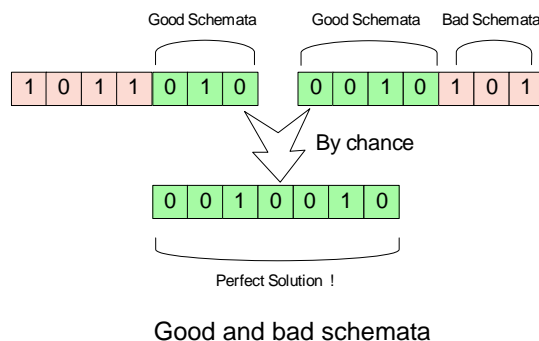 Good Schemata Good Schemata Bad Schemata
1 0 1 1 0 1 0 0 0 1 0 1 0 1
By chance
0 0 1 0 0 1 0
Perfect Solution !
Good and bad schemata